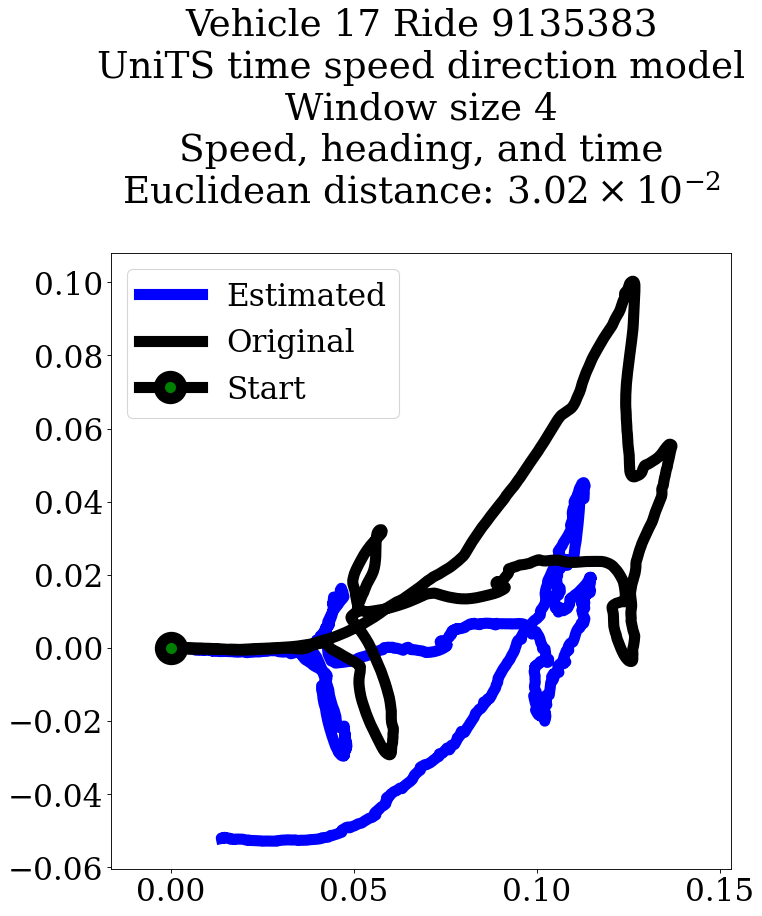 Vehicle 17 Ride 9135383
UniTS time speed direction model
Window size 4
Speed, heading, and time
Euclidean distance: 3.02 × 10⁻²
Estimated
Original
Start
0.10
0.08
0.06
0.04
0.02
0.00
−0.02
−0.04
−0.06
0.00 0.05 0.10 0.15